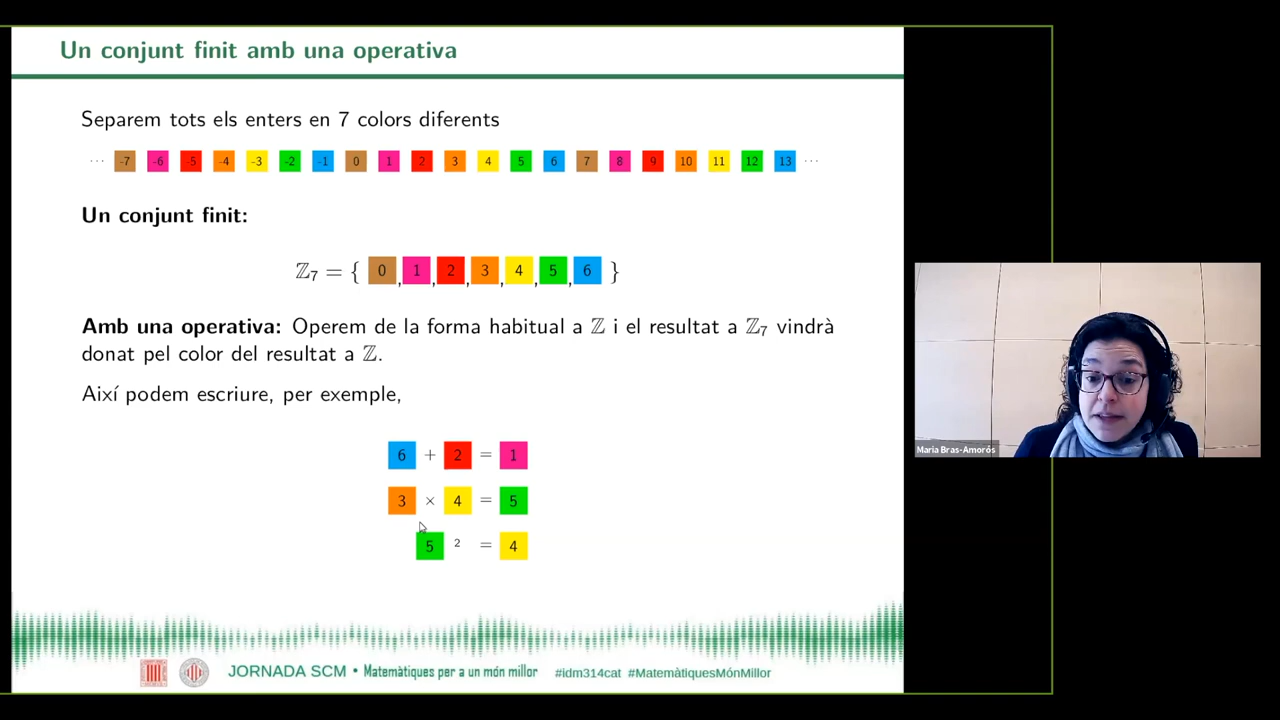 Un conjunt finit amb una operativa
Separem tots els enters en 7 colors diferents
··· -7 -6 -5 -4 -3 -2 -1 0 1 2 3 4 5 6 7 8 9 10 11 12 13 ···
Un conjunt finit:
ℤ₇ = { 0, 1, 2, 3, 4, 5, 6 }
Amb una operativa: Operem de la forma habitual a ℤ i el resultat a ℤ₇ vindrà
donat pel color del resultat a ℤ.
Així podem escriure, per exemple,
6 + 2 = 1
3 × 4 = 5
5 ² = 4
JORNADA SCM • Matemàtiques per a un món millor #idm314cat #MatemàtiquesMónMillor
Maria Bras-Amorós